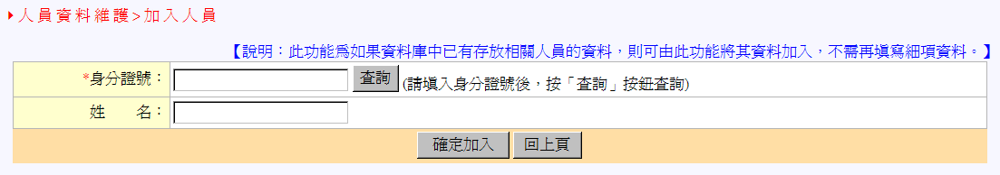 人員資料維護>加入人員
【說明：此功能為如果資料庫中已有存放相關人員的資料，則可由此功能將其資料加入，不需再填寫細項資料。】
*身分證號： 查詢 (請填入身分證號後，按「查詢」按鈕查詢)
姓 名：
確定加入 回上頁